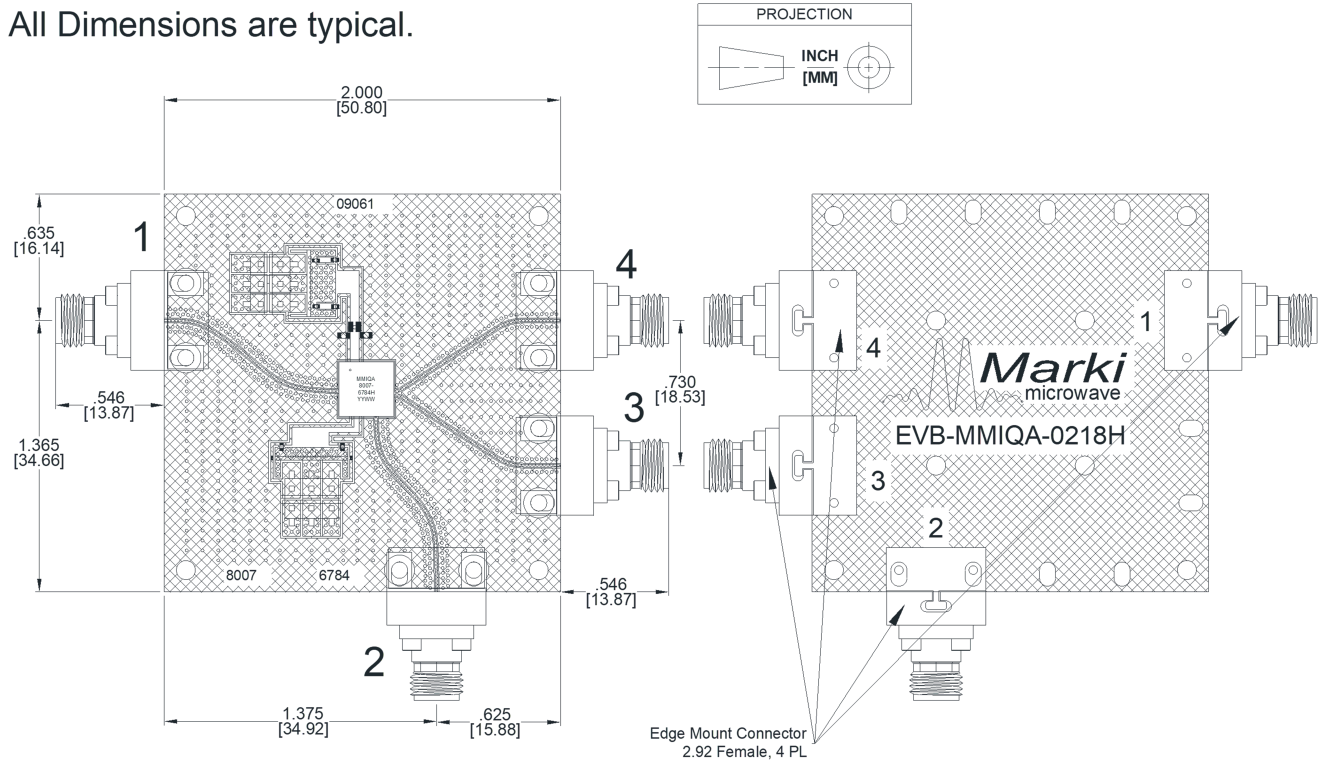 All Dimensions are typical.
PROJECTION
INCH
[MM]
2.000
[50.80]
09061
.635
[16.14]
1
4
3
2
MMIQA
8007-
6784H
YYWW
.546
[13.87]
1.365
[34.66]
.730
[18.53]
8007
6784
.546
[13.87]
1.375
[34.92]
.625
[15.88]
1
4
3
2
Marki
microwave
EVB-MMIQA-0218H
Edge Mount Connector
2.92 Female, 4 PL